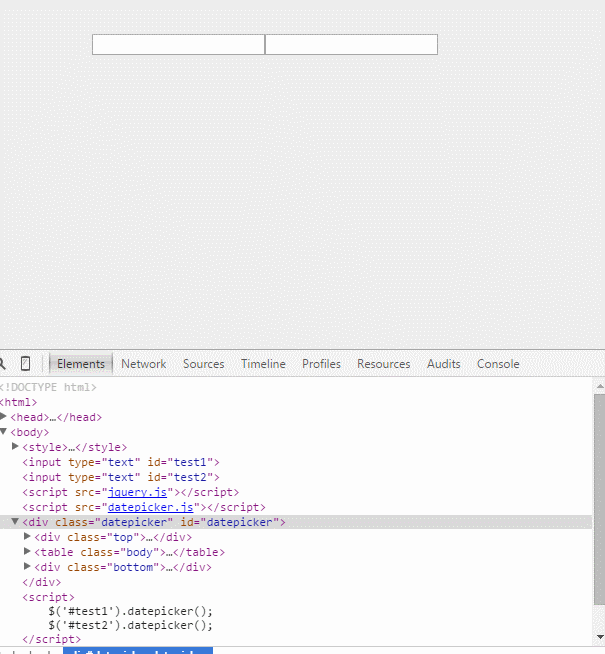 Elements Network Sources Timeline Profiles Resources Audits Console
<!DOCTYPE html>
<html>
<head>…</head>
<body>
<style>…</style>
<input type="text" id="test1">
<input type="text" id="test2">
<script src="jquery.js"></script>
<script src="datepicker.js"></script>
<div class="datepicker" id="datepicker">
<div class="top">…</div>
<table class="body">…</table>
<div class="bottom">…</div>
</div>
<script>
$('#test1').datepicker();
$('#test2').datepicker();
</script>